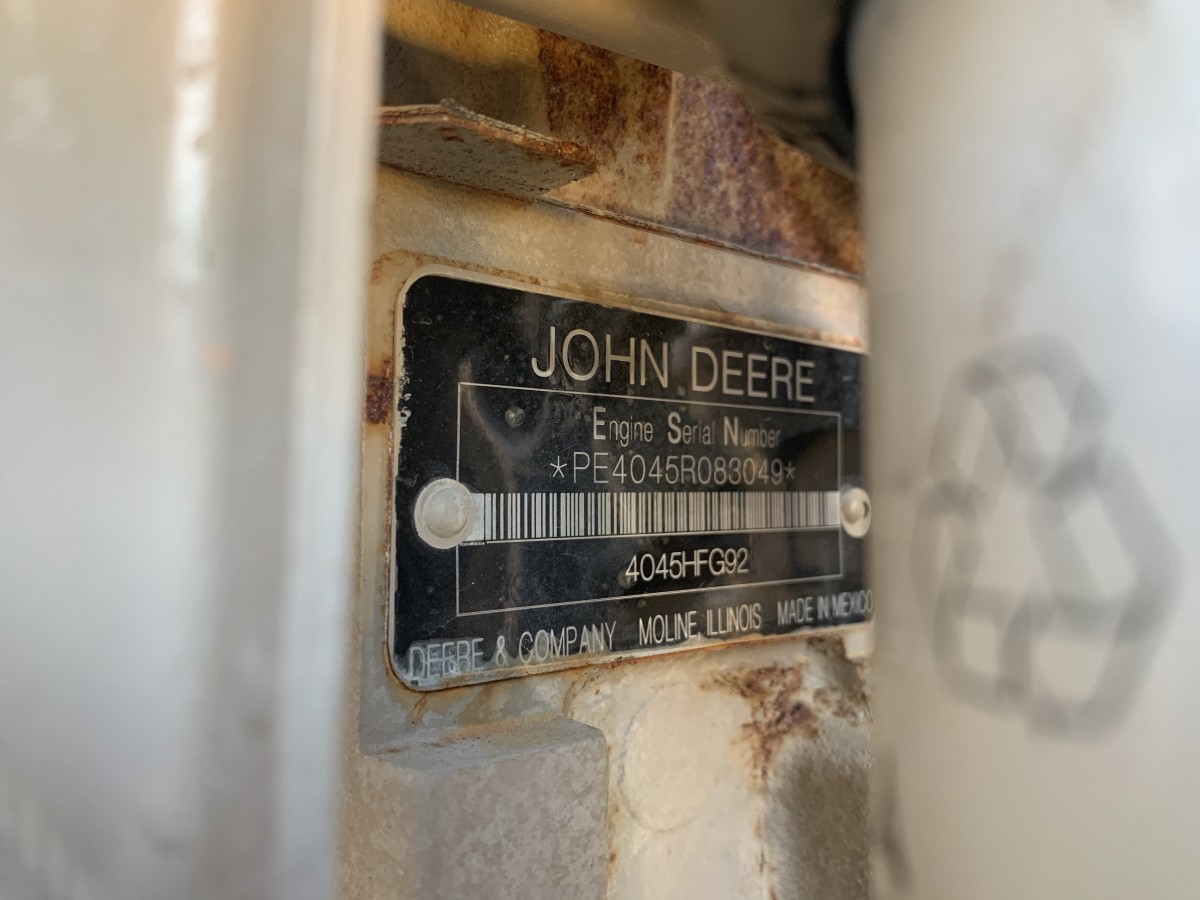 JOHN DEERE
Engine Serial Number
*PE4045R083049*
4045HFG92
DEERE & COMPANY MOLINE, ILLINOIS MADE IN MEXICO